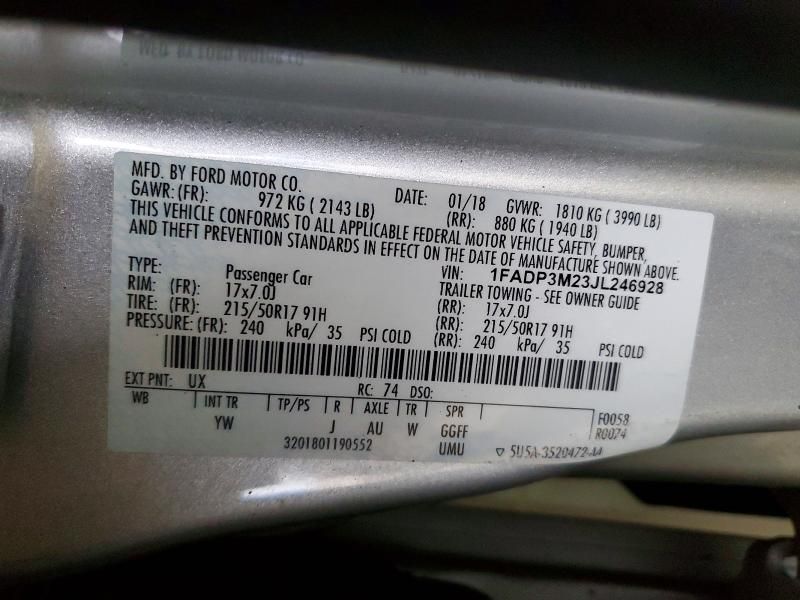 MFD. BY FORD MOTOR CO. DATE: 01/18 GVWR: 1810 KG ( 3990 LB)
GAWR: (FR): 972 KG ( 2143 LB) (RR): 880 KG ( 1940 LB)
THIS VEHICLE CONFORMS TO ALL APPLICABLE FEDERAL MOTOR VEHICLE SAFETY, BUMPER,
AND THEFT PREVENTION STANDARDS IN EFFECT ON THE DATE OF MANUFACTURE SHOWN ABOVE.
TYPE: Passenger Car VIN: 1FADP3M23JL246928
TRAILER TOWING - SEE OWNER GUIDE
RIM: (FR): 17x7.0J (RR): 17x7.0J
TIRE: (FR): 215/50R17 91H (RR): 215/50R17 91H
PRESSURE: (FR): 240 kPa/ 35 PSI COLD (RR): 240 kPa/ 35 PSI COLD
EXT PNT: UX RC: 74 DSO:
WB INT TR TP/PS R AXLE TR SPR F0058
YW J AU W GGFF R0074
3201801190552 UMU ▽ 5U5A-3520472-AA